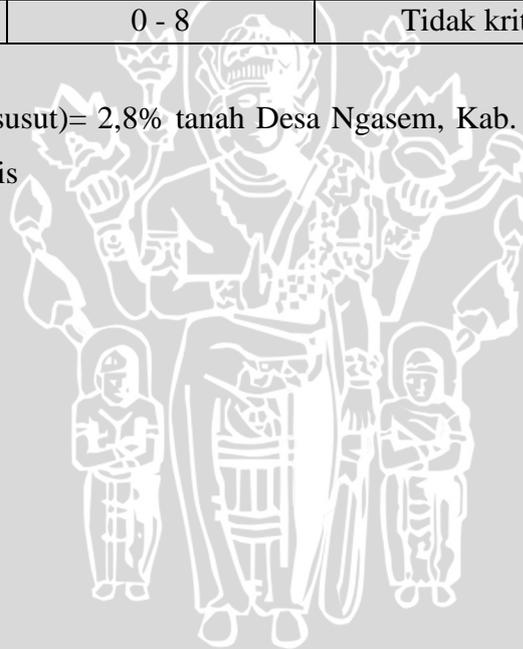 0 - 8 Tidak krit
susut)= 2,8% tanah Desa Ngasem, Kab.
is